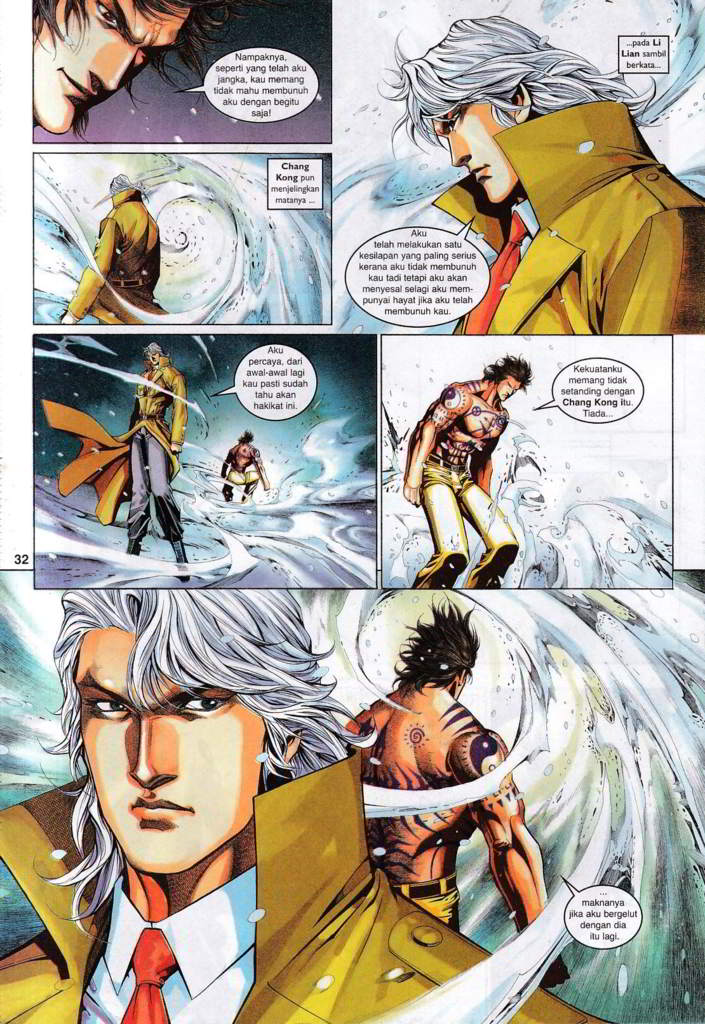 Nampaknya,
seperti yang telah aku
jangka, kau memang
tidak mahu membunuh
aku dengan begitu
saja!
Chang
Kong pun
menjelingkan
matanya ...
...pada Li
Lian sambil
berkata...
Aku
telah melakukan satu
kesilapan yang paling serius
kerana aku tidak membunuh
kau tadi tetapi aku akan
menyesal selagi aku mem-
punyai hayat jika aku telah
membunuh kau.
Aku
percaya, dari
awal-awal lagi
kau pasti sudah
tahu akan
hakikat ini.
Kekuatanku
memang tidak
setanding dengan
Chang Kong itu.
Tiada...
32
...
maknanya
jika aku bergelut
dengan dia
itu lagi.